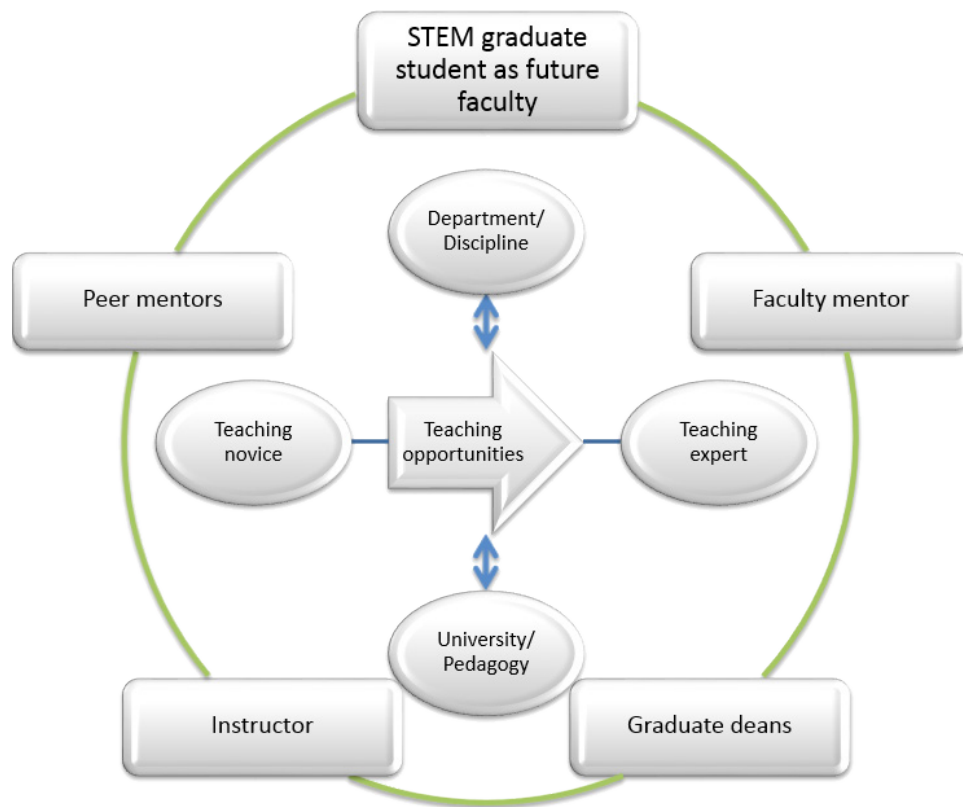 STEM graduate
student as future
faculty
Department/
Discipline
Peer mentors
Faculty mentor
Teaching
novice
Teaching
opportunities
Teaching
expert
University/
Pedagogy
Instructor
Graduate deans